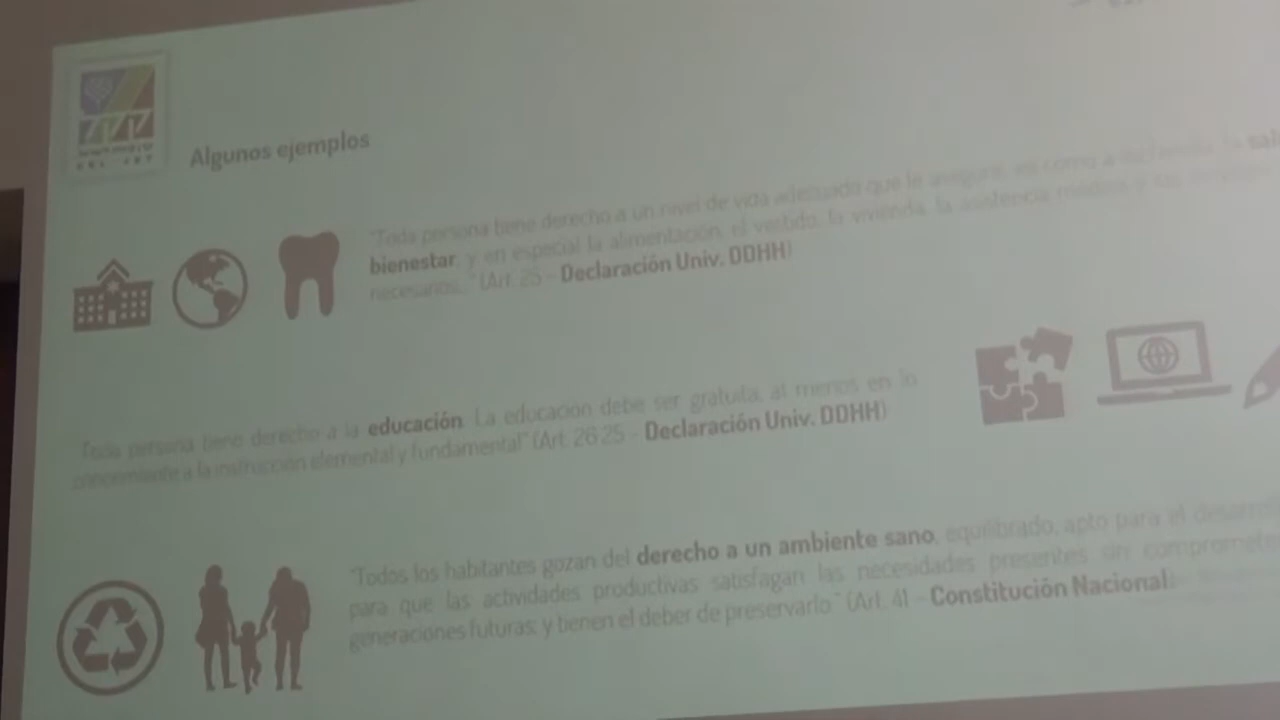 Algunos ejemplos
"Toda persona tiene derecho a un nivel de vida adecuado que le asegure, así como a su familia, la
bienestar, y en especial la alimentación, el vestido, la vivienda, la asistencia médica y los servicios
necesarios..." (Art. 25 - Declaración Univ. DDHH)
Toda persona tiene derecho a la educación. La educación debe ser gratuita, al menos en lo
concerniente a la instrucción elemental y fundamental" (Art. 26.25 - Declaración Univ. DDHH)
"Todos los habitantes gozan del derecho a un ambiente sano, equilibrado, apto para el
para que las actividades productivas satisfagan las necesidades presentes sin
generaciones futuras; y tienen el deber de preservarlo." (Art. 41 - Constitución Nacional